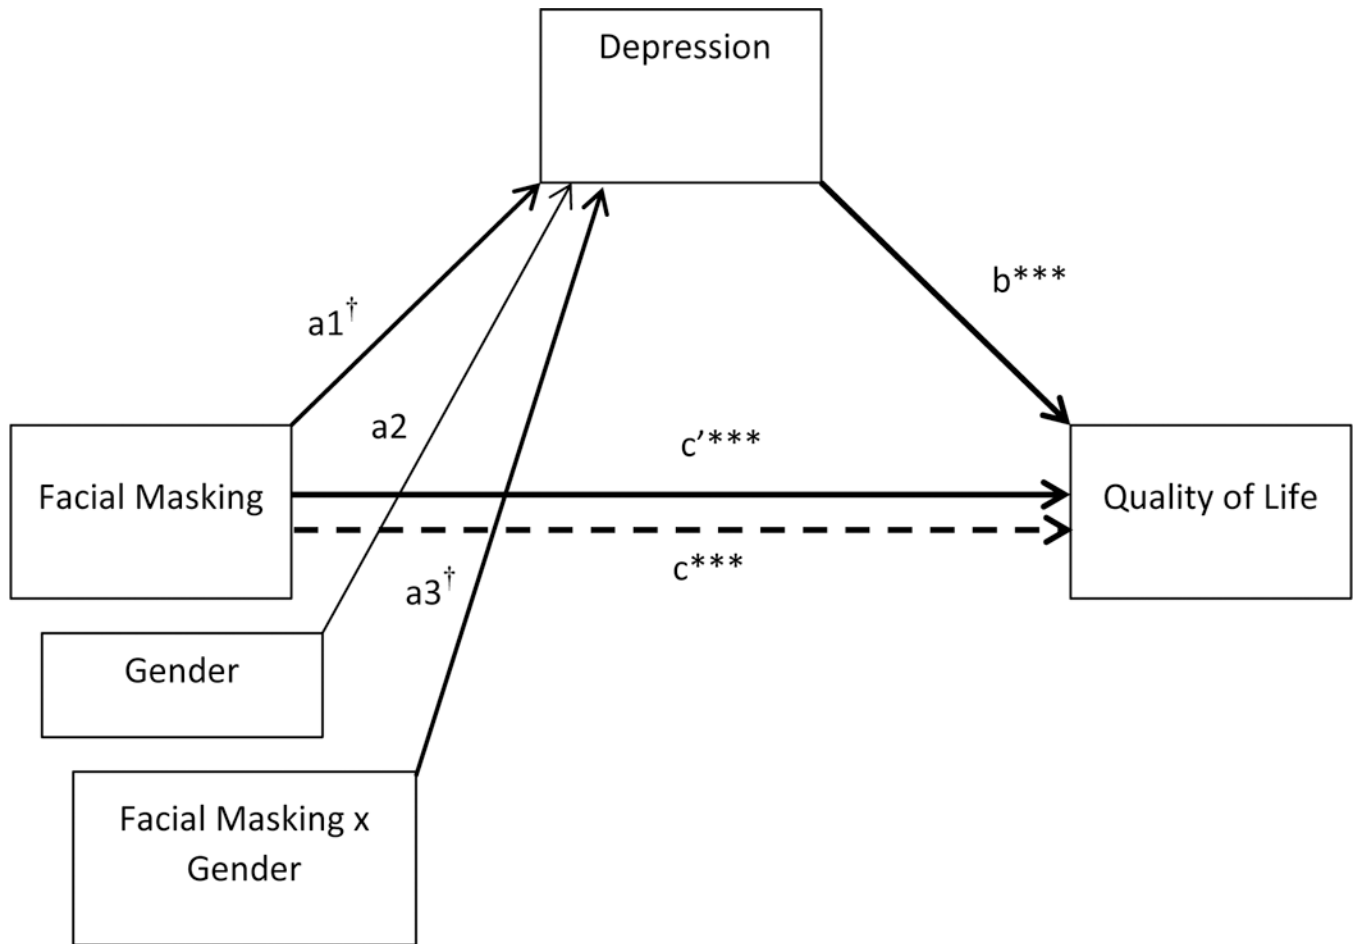 Depression
b***
a1†
a2
c’***
Facial Masking
Quality of Life
c***
a3†
Gender
Facial Masking x
Gender